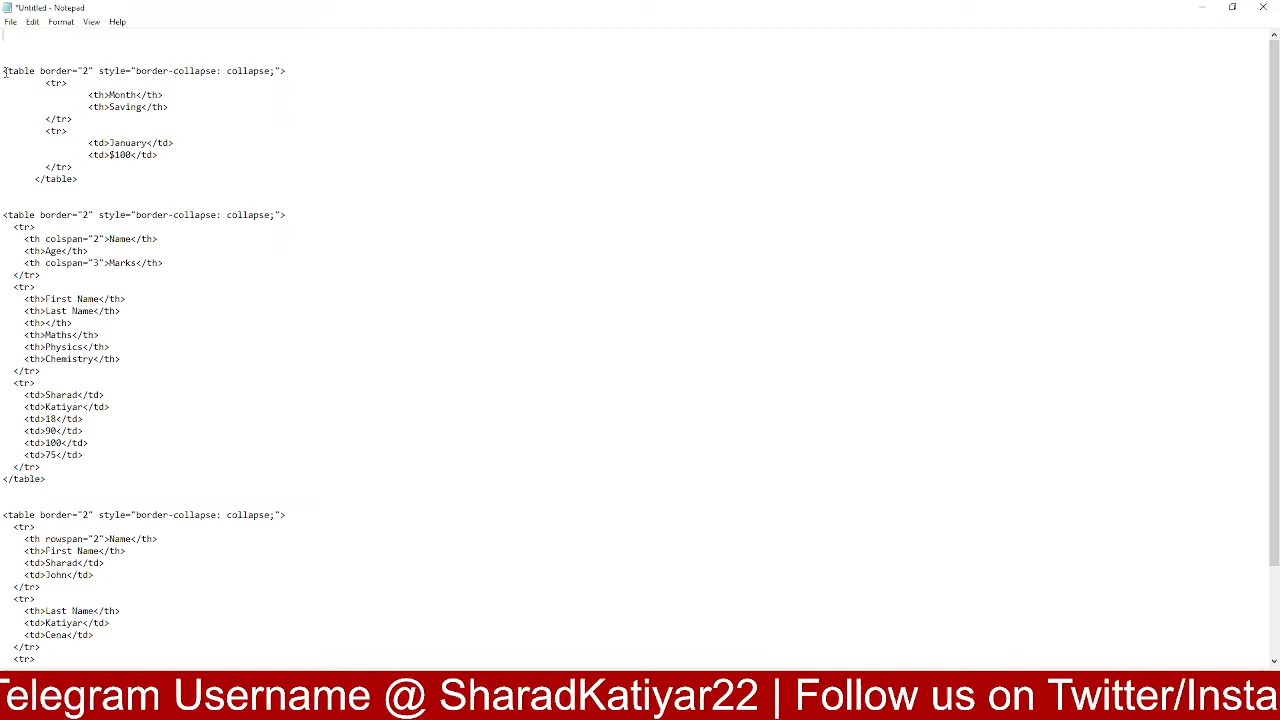 *Untitled - Notepad
File Edit Format View Help
<table border="2" style="border-collapse: collapse;">
<tr>
<th>Month</th>
<th>Saving</th>
</tr>
<tr>
<td>January</td>
<td>$100</td>
</tr>
</table>
<table border="2" style="border-collapse: collapse;">
<tr>
<th colspan="2">Name</th>
<th>Age</th>
<th colspan="3">Marks</th>
</tr>
<tr>
<th>First Name</th>
<th>Last Name</th>
<th></th>
<th>Maths</th>
<th>Physics</th>
<th>Chemistry</th>
</tr>
<tr>
<td>Sharad</td>
<td>Katiyar</td>
<td>18</td>
<td>90</td>
<td>100</td>
<td>75</td>
</tr>
</table>
<table border="2" style="border-collapse: collapse;">
<tr>
<th rowspan="2">Name</th>
<th>First Name</th>
<td>Sharad</td>
<td>John</td>
</tr>
<tr>
<th>Last Name</th>
<td>Katiyar</td>
<td>Cena</td>
</tr>
<tr>
Telegram Username @ SharadKatiyar22 | Follow us on Twitter/Insta